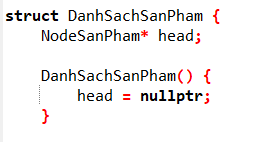 struct DanhSachSanPham {
    NodeSanPham* head;

    DanhSachSanPham() {
        head = nullptr;
    }